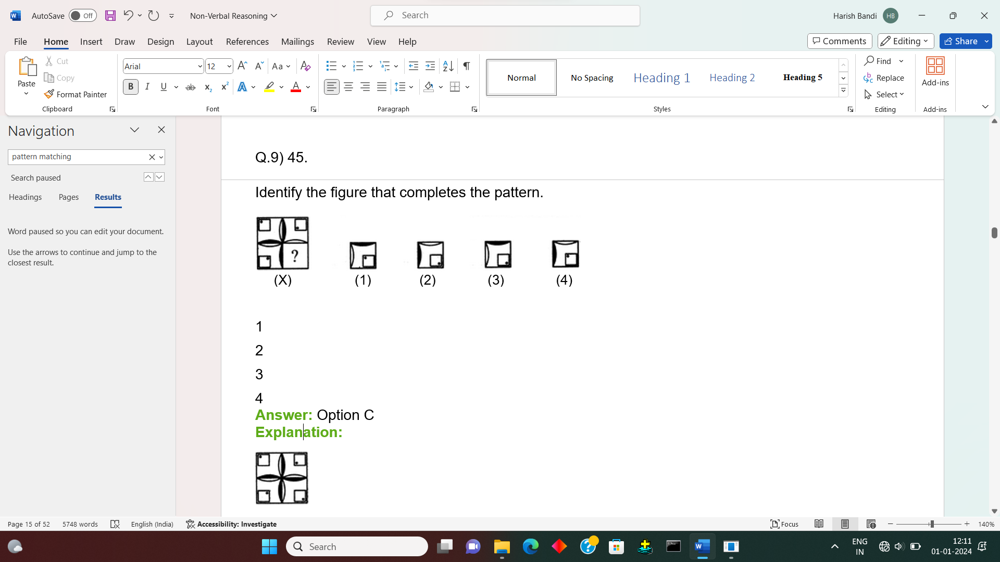 AutoSave Off Non-Verbal Reasoning Search Harish Bandi HB
File Home Insert Draw Design Layout References Mailings Review View Help Comments Editing Share
Paste Cut Copy Format Painter
Arial 12 Aa
B I U ab x2 x2 A A
Normal No Spacing Heading 1 Heading 2 Heading 5
Find Replace Select
Add-ins
Clipboard Font Paragraph Styles Editing Add-ins
Navigation
pattern matching
Search paused
Headings Pages Results
Word paused so you can edit your document.
Use the arrows to continue and jump to the
closest result.
Q.9) 45.
Identify the figure that completes the pattern.
?
(X) (1) (2) (3) (4)
1
2
3
4
Answer: Option C
Explanation:
Page 15 of 52 5748 words English (India) Accessibility: Investigate Focus 140%
Search ENG IN 12:11 01-01-2024